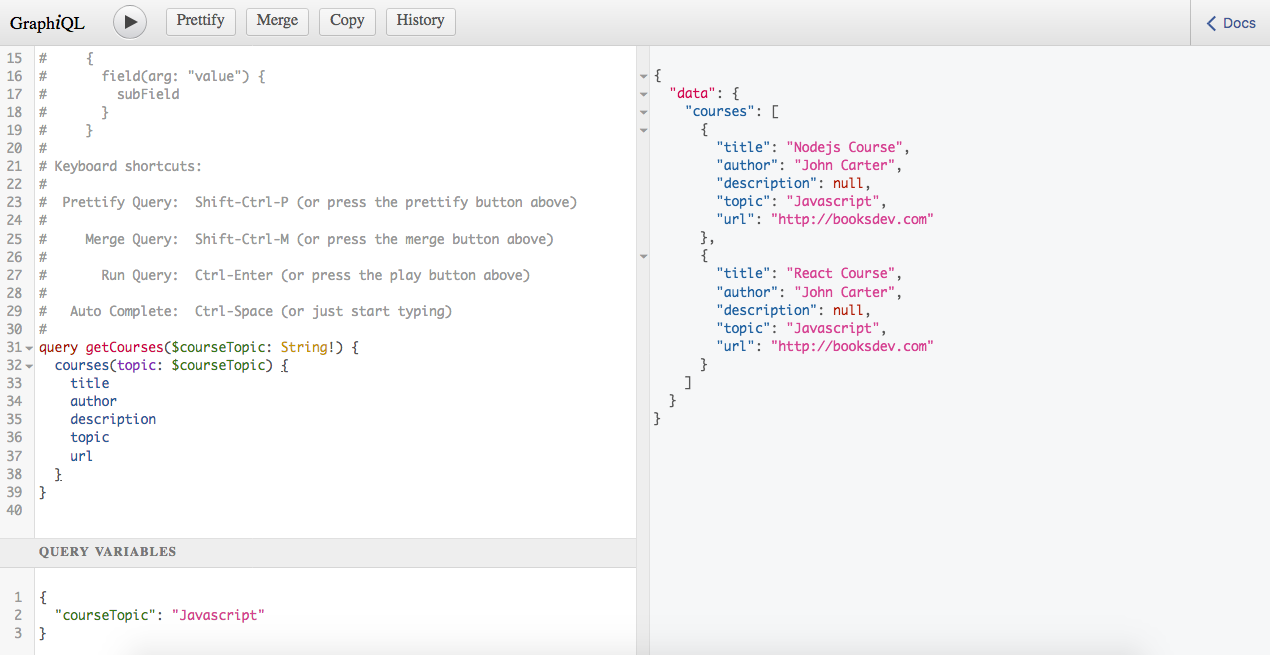 GraphiQL Prettify Merge Copy History Docs
15 #     {
16 #       field(arg: "value") {
17 #         subField
18 #       }
19 #     }
20 #
21 # Keyboard shortcuts:
22 #
23 #  Prettify Query:  Shift-Ctrl-P (or press the prettify button above)
24 #
25 #     Merge Query:  Shift-Ctrl-M (or press the merge button above)
26 #
27 #       Run Query:  Ctrl-Enter (or press the play button above)
28 #
29 #   Auto Complete:  Ctrl-Space (or just start typing)
30 #
31 query getCourses($courseTopic: String!) {
32   courses(topic: $courseTopic) {
33     title
34     author
35     description
36     topic
37     url
38   }
39 }
40
QUERY VARIABLES
1 {
2   "courseTopic": "Javascript"
3 }
{
  "data": {
    "courses": [
      {
        "title": "Nodejs Course",
        "author": "John Carter",
        "description": null,
        "topic": "Javascript",
        "url": "http://booksdev.com"
      },
      {
        "title": "React Course",
        "author": "John Carter",
        "description": null,
        "topic": "Javascript",
        "url": "http://booksdev.com"
      }
    ]
  }
}